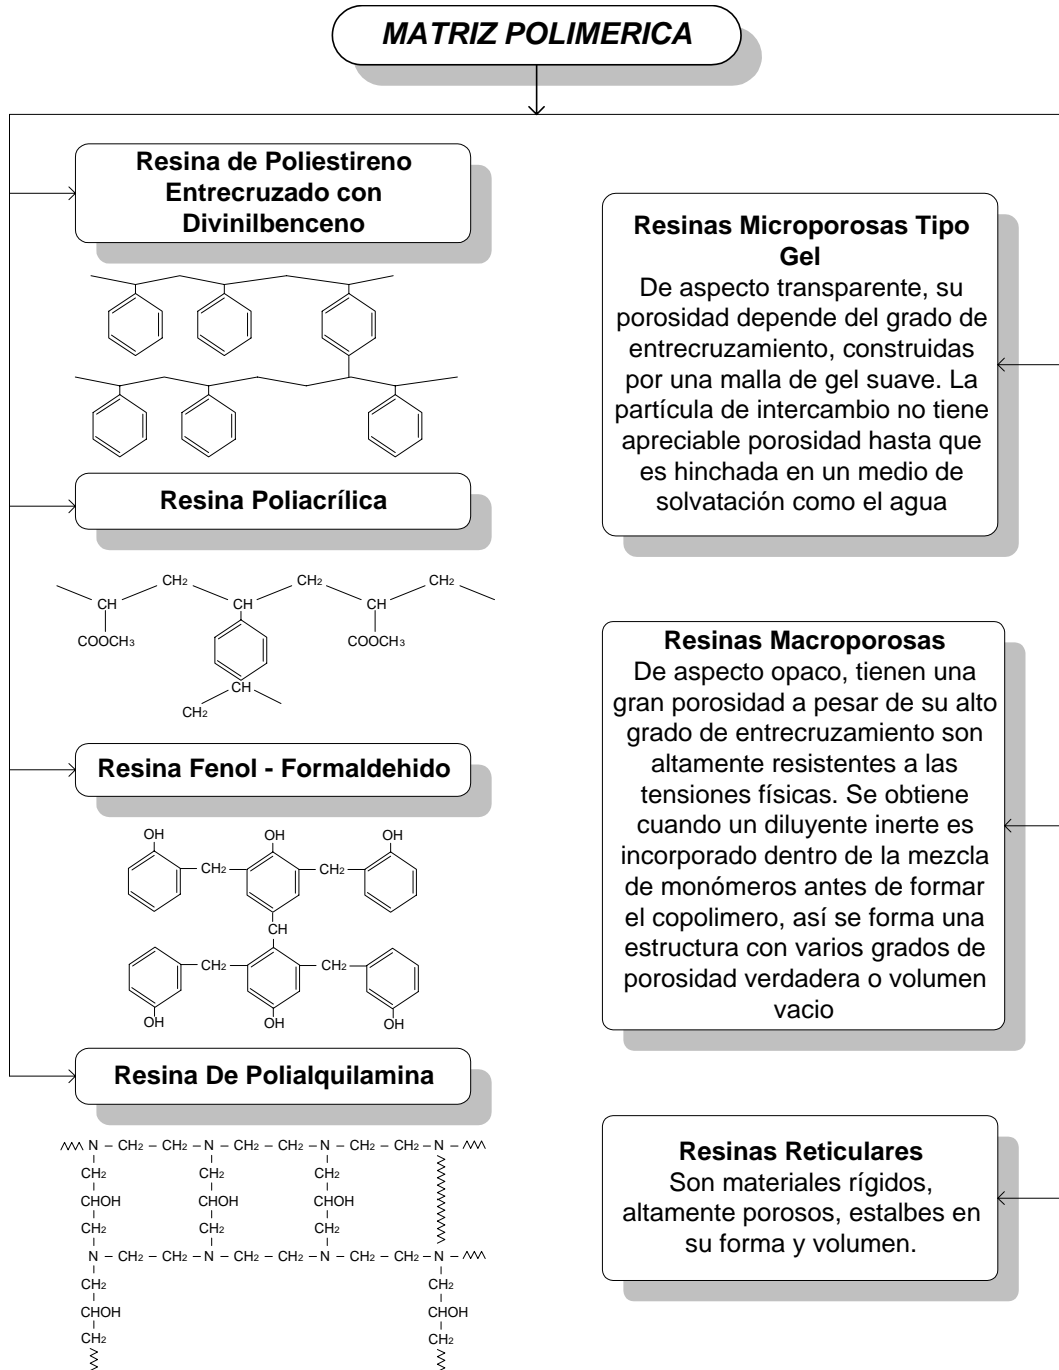 MATRIZ POLIMERICA
Resina de Poliestireno
Entrecruzado con
Divinilbenceno
Resina Poliacrílica
CH2 CH2 CH2
CH CH CH
COOCH3 COOCH3
CH
CH2
Resina Fenol - Formaldehido
OH OH OH
CH2 CH2
CH
CH2 CH2
OH OH OH
Resina De Polialquilamina
N – CH2 – CH2 – N – CH2 – CH2 – N – CH2 – CH2 – N –
CH2 CH2 CH2
CHOH CHOH CHOH
CH2 CH2 CH2
N – CH2 – CH2 – N – CH2 – CH2 – N – CH2 – CH2 – N –
CH2 CH2
CHOH CHOH
CH2 CH2
Resinas Microporosas Tipo
Gel
De aspecto transparente, su
porosidad depende del grado de
entrecruzamiento, construidas
por una malla de gel suave. La
partícula de intercambio no tiene
apreciable porosidad hasta que
es hinchada en un medio de
solvatación como el agua
Resinas Macroporosas
De aspecto opaco, tienen una
gran porosidad a pesar de su alto
grado de entrecruzamiento son
altamente resistentes a las
tensiones físicas. Se obtiene
cuando un diluyente inerte es
incorporado dentro de la mezcla
de monómeros antes de formar
el copolimero, así se forma una
estructura con varios grados de
porosidad verdadera o volumen
vacio
Resinas Reticulares
Son materiales rígidos,
altamente porosos, estalbes en
su forma y volumen.